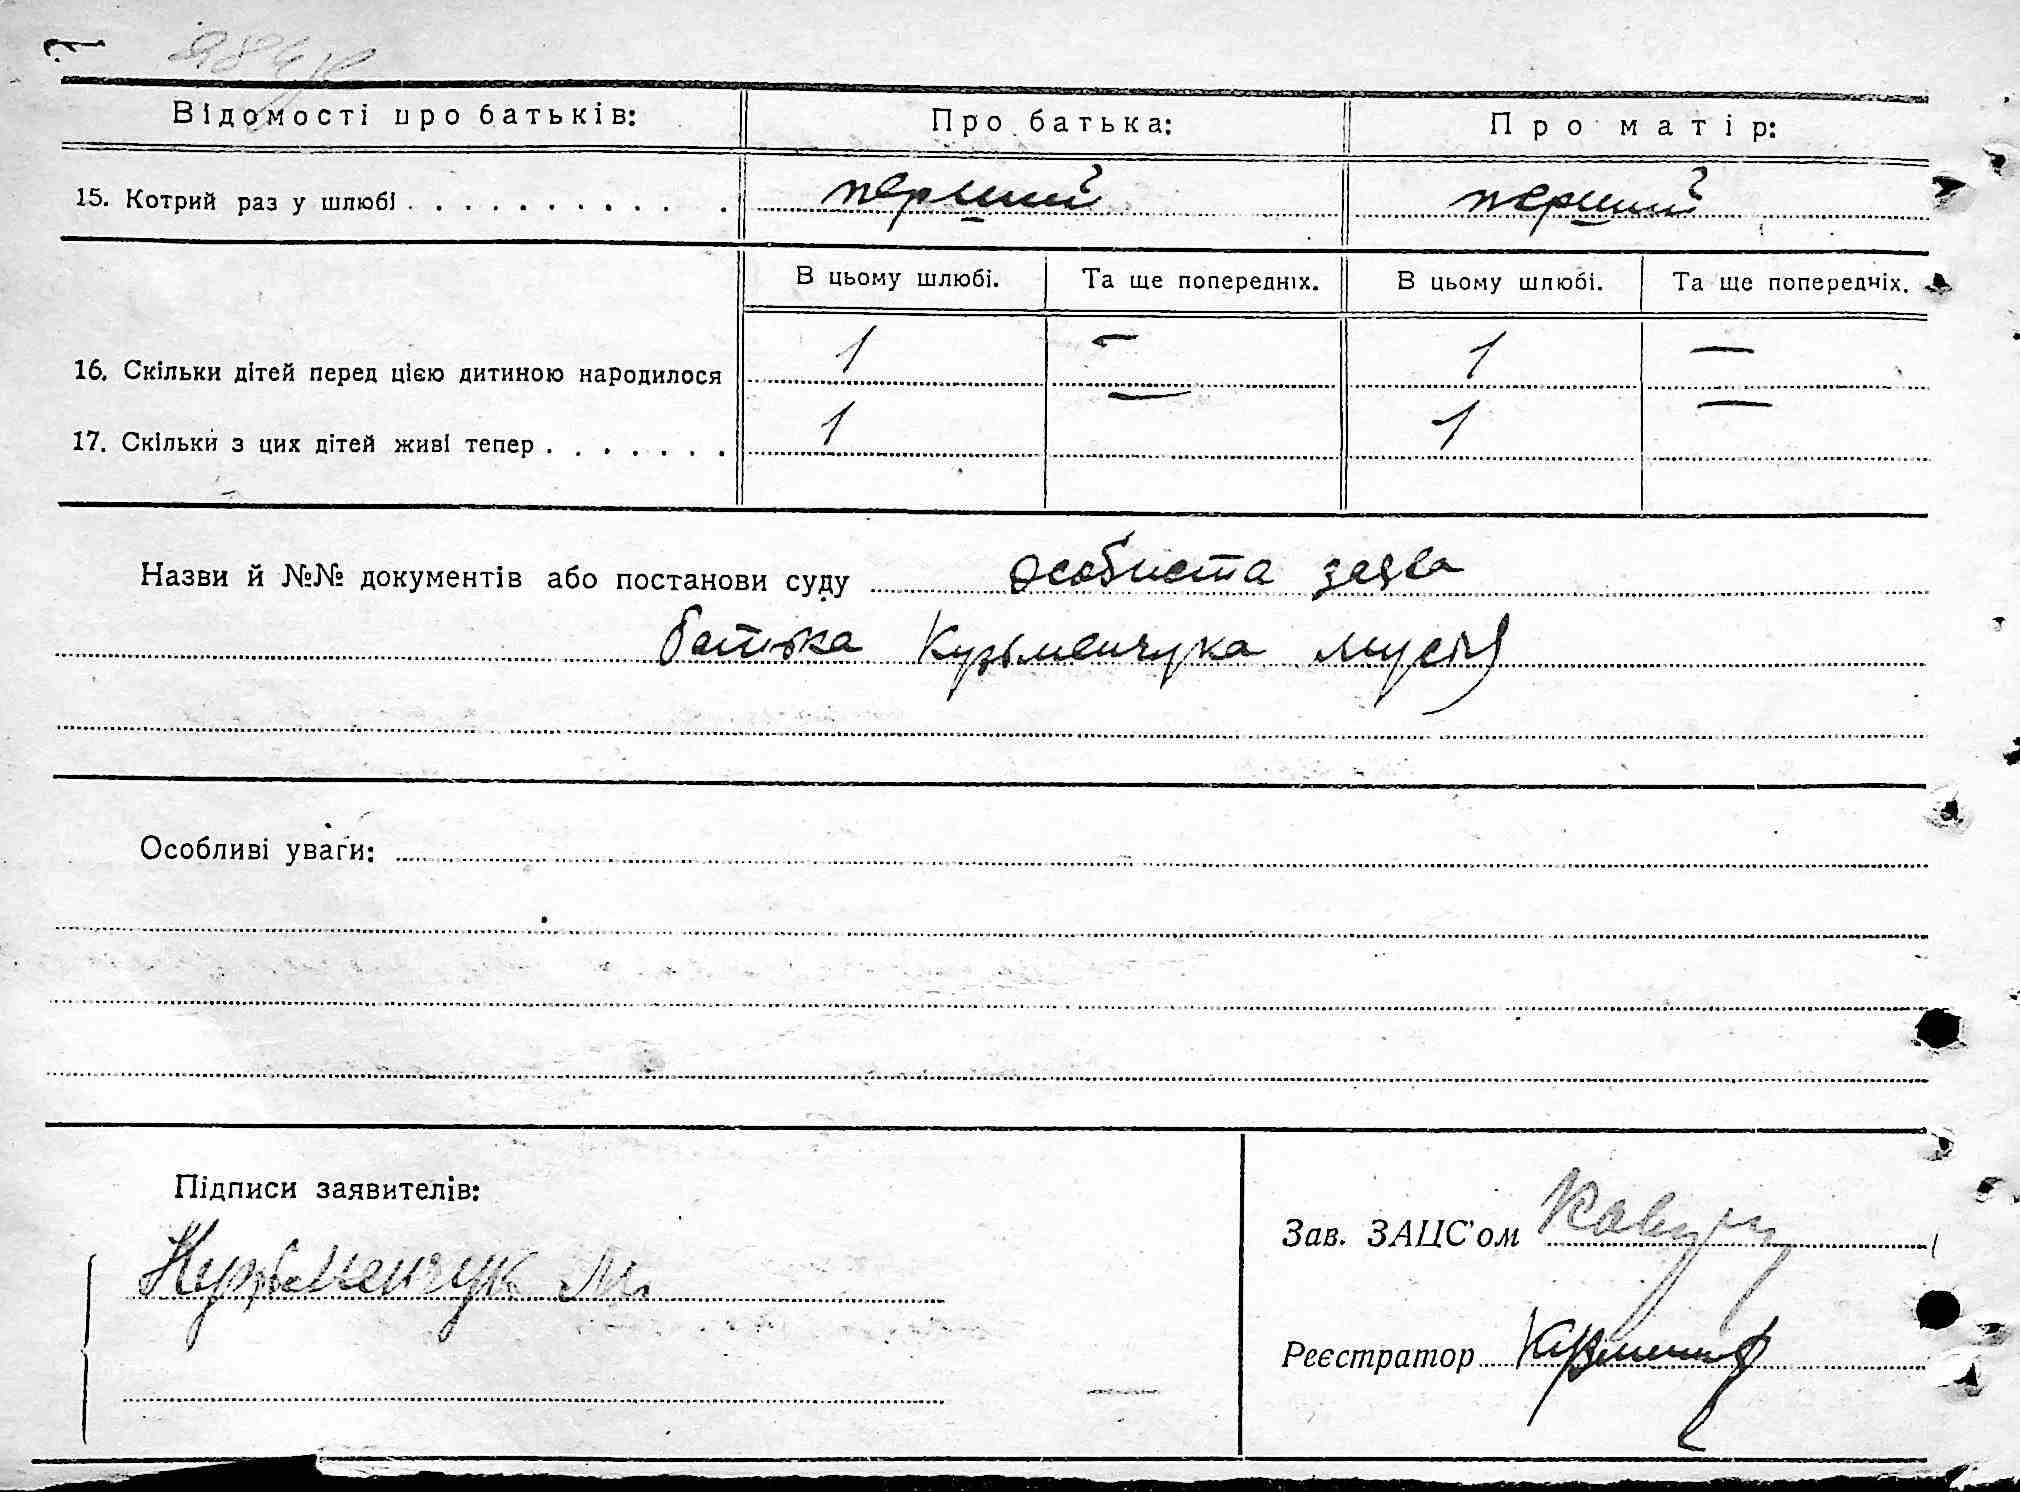 Відомості про батьків: Про батька: Про матір:
15. Котрий раз у шлюбі . . . . . . . . . . . . перший перший
В цьому шлюбі. Та ще попередніх. В цьому шлюбі. Та ще попередніх.
16. Скільки дітей перед цією дитиною народилося 1 — 1 —
17. Скільки з цих дітей живі тепер . . . . . . . 1 — 1 —
Назви й №№ документів або постанови суду особиста заява
батька Кузьменчука Мусія
Особливі уваги:
Підписи заявителів:
Кузьменчук М.
Зав. ЗАЦС'ом
Реєстратор